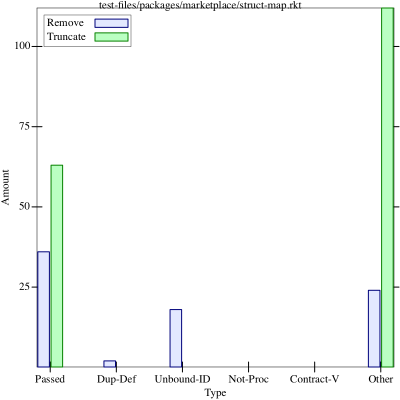 test-files/packages/marketplace/struct-map.rkt
Remove
Truncate
100
75
50
25
Amount
Passed Dup-Def Unbound-ID Not-Proc Contract-V Other
Type